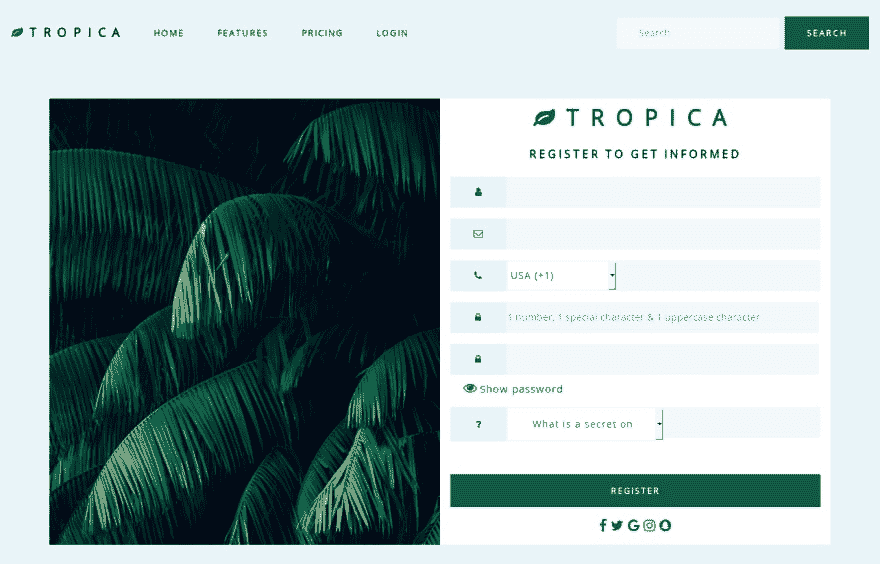 TROPICA HOME FEATURES PRICING LOGIN Search SEARCH
TROPICA
REGISTER TO GET INFORMED
USA (+1)
1 number, 1 special character & 1 uppercase character
Show password
? What is a secret on
REGISTER